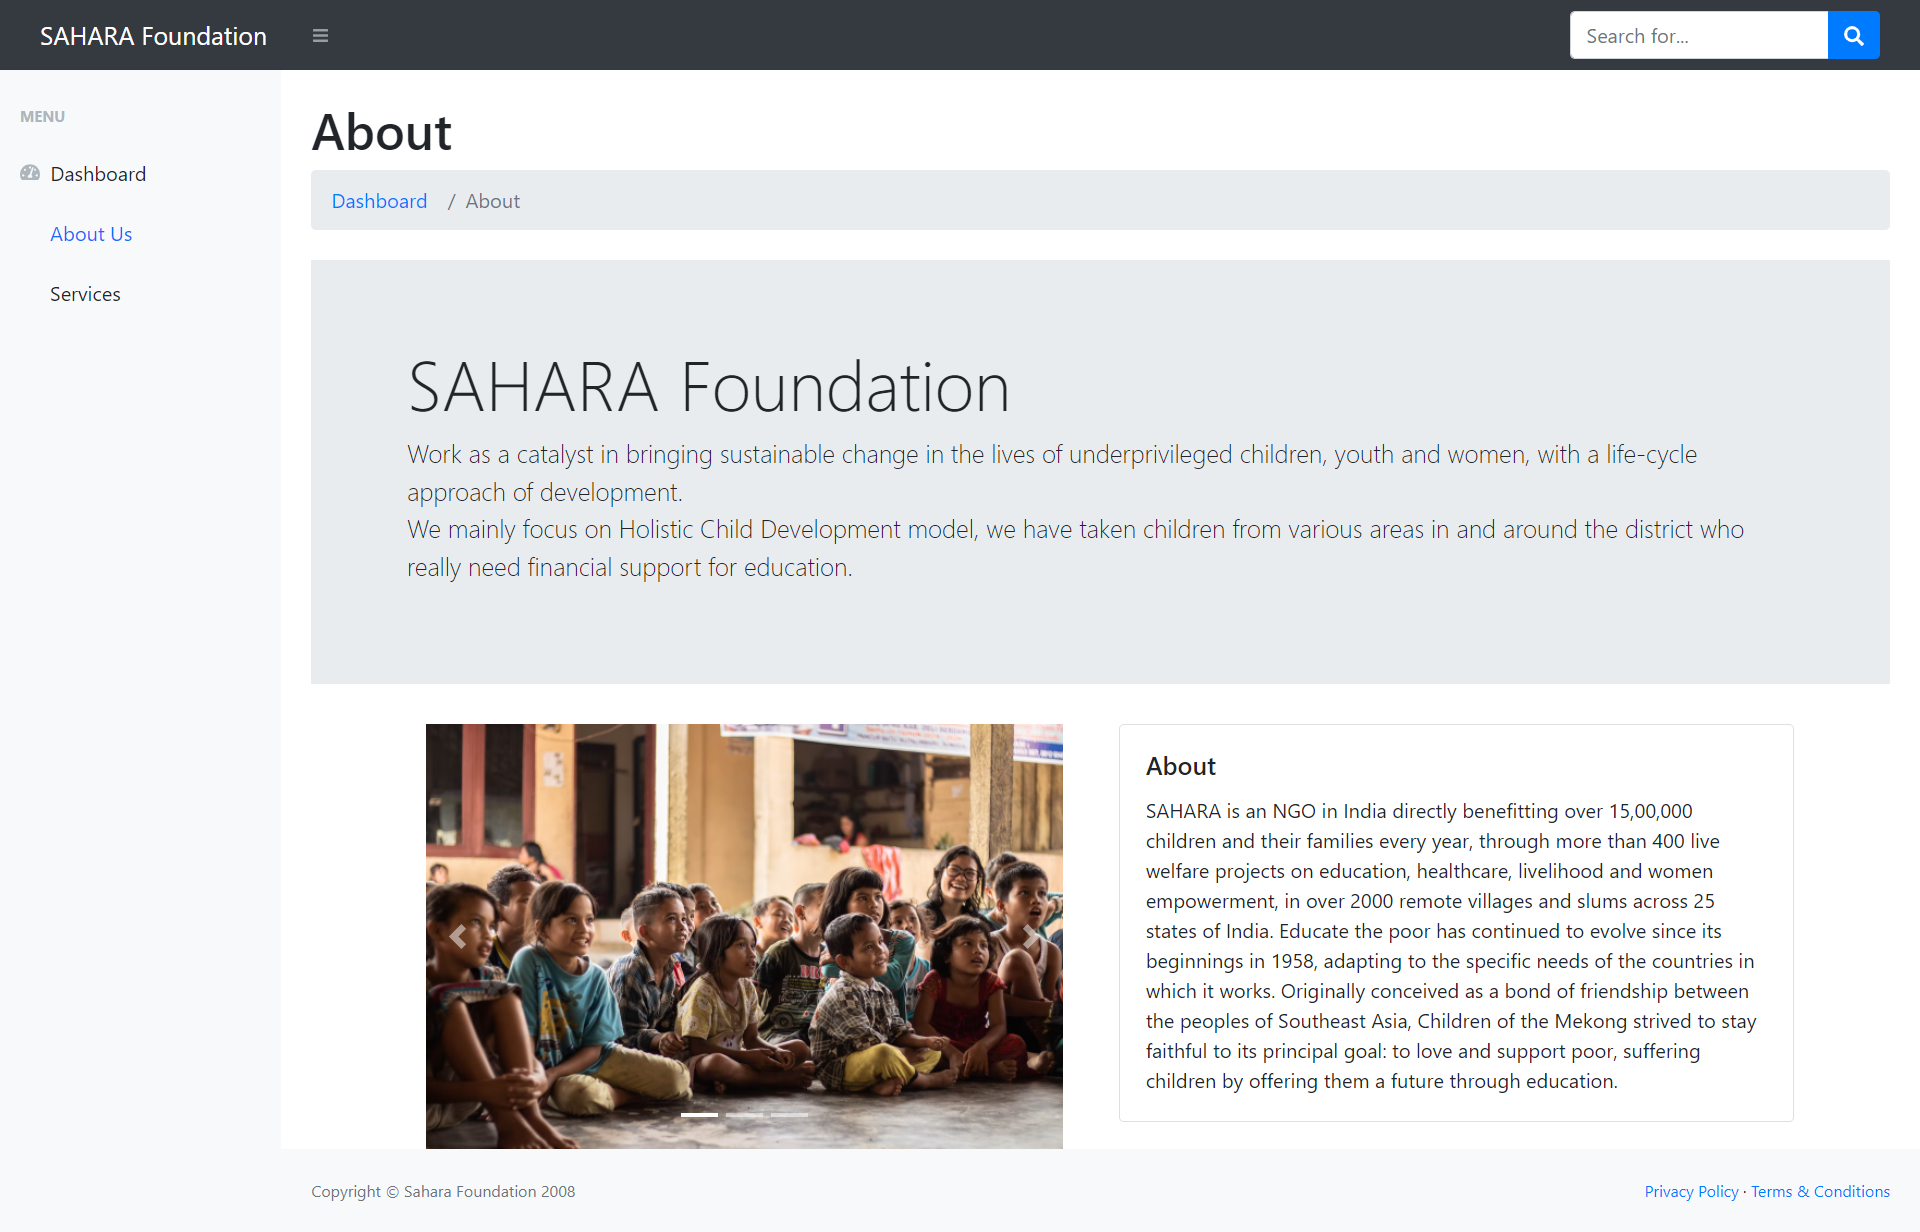 SAHARA Foundation
Search for...
MENU
Dashboard
About Us
Services
About
Dashboard / About
SAHARA Foundation
Work as a catalyst in bringing sustainable change in the lives of underprivileged children, youth and women, with a life-cycle
approach of development.
We mainly focus on Holistic Child Development model, we have taken children from various areas in and around the district who
really need financial support for education.
About
SAHARA is an NGO in India directly benefitting over 15,00,000
children and their families every year, through more than 400 live
welfare projects on education, healthcare, livelihood and women
empowerment, in over 2000 remote villages and slums across 25
states of India. Educate the poor has continued to evolve since its
beginnings in 1958, adapting to the specific needs of the countries in
which it works. Originally conceived as a bond of friendship between
the peoples of Southeast Asia, Children of the Mekong strived to stay
faithful to its principal goal: to love and support poor, suffering
children by offering them a future through education.
Copyright © Sahara Foundation 2008
Privacy Policy · Terms & Conditions